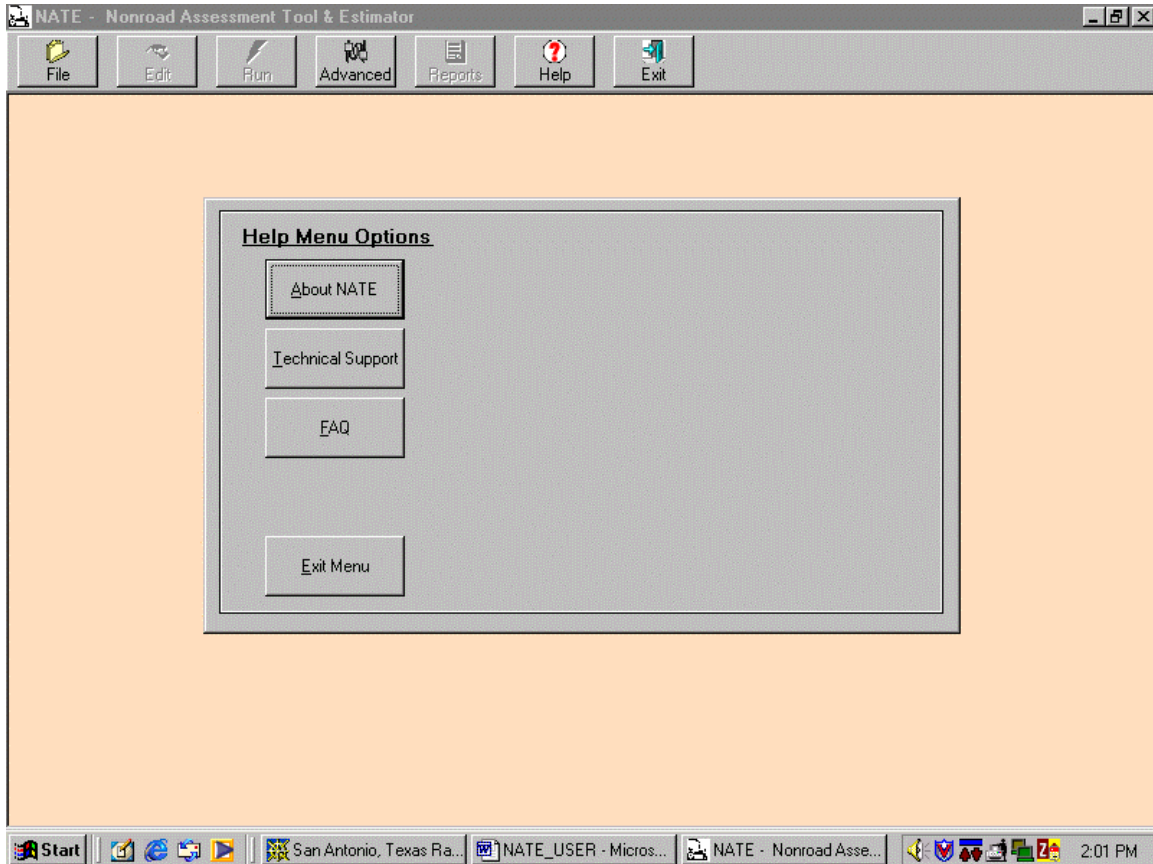 NATE - Nonroad Assessment Tool & Estimator
File Edit Run Advanced Reports Help Exit
Help Menu Options
About NATE
Technical Support
FAQ
Exit Menu
Start San Antonio, Texas Ra... NATE_USER - Micros... NATE - Nonroad Asse... 2:01 PM